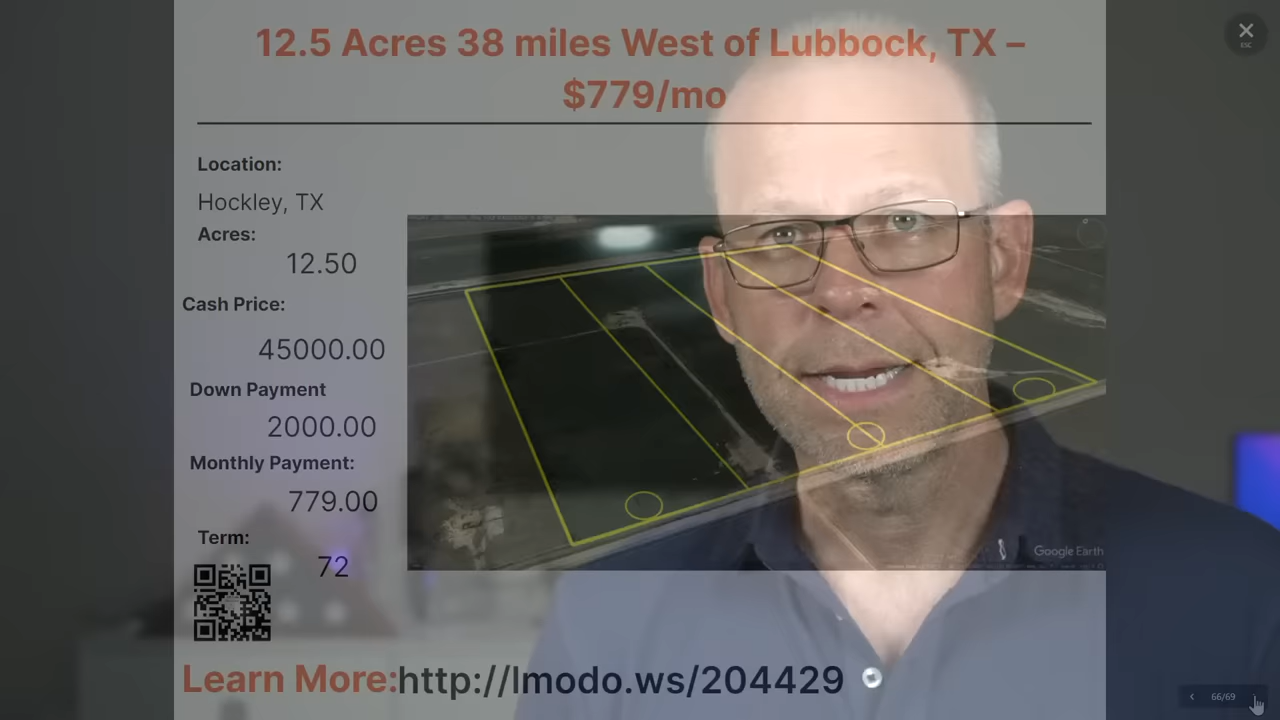 12.5 Acres 38 miles West of Lubbock, TX –
$779/mo
ESC
Location:
Hockley, TX
Acres:
12.50
Cash Price:
45000.00
Down Payment
2000.00
Monthly Payment:
779.00
Term:
72
Google Earth
Learn More:http://lmodo.ws/204429
66/69